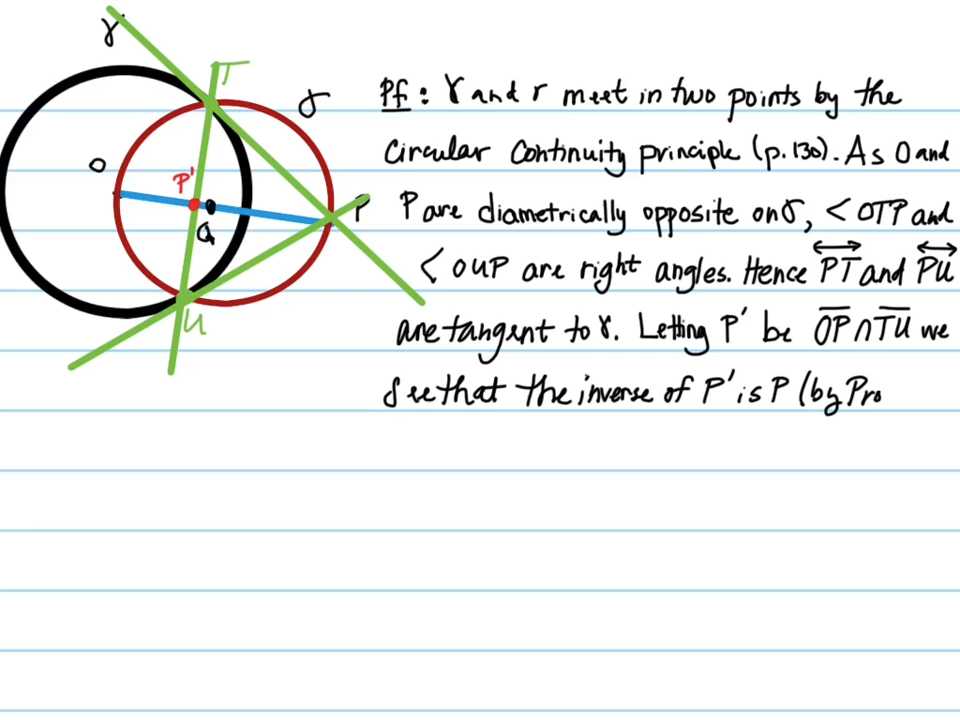 γ
T
σ
O
P'
P
Q
U
Pf: γ and r meet in two points by the
Circular Continuity principle (p. 130). As O and
P are diametrically opposite on σ, < OTP and
< OUP are right angles. Hence PT and PU
are tangent to γ. Letting P' be OP ∩ TU we
See that the inverse of P' is P (by Pro